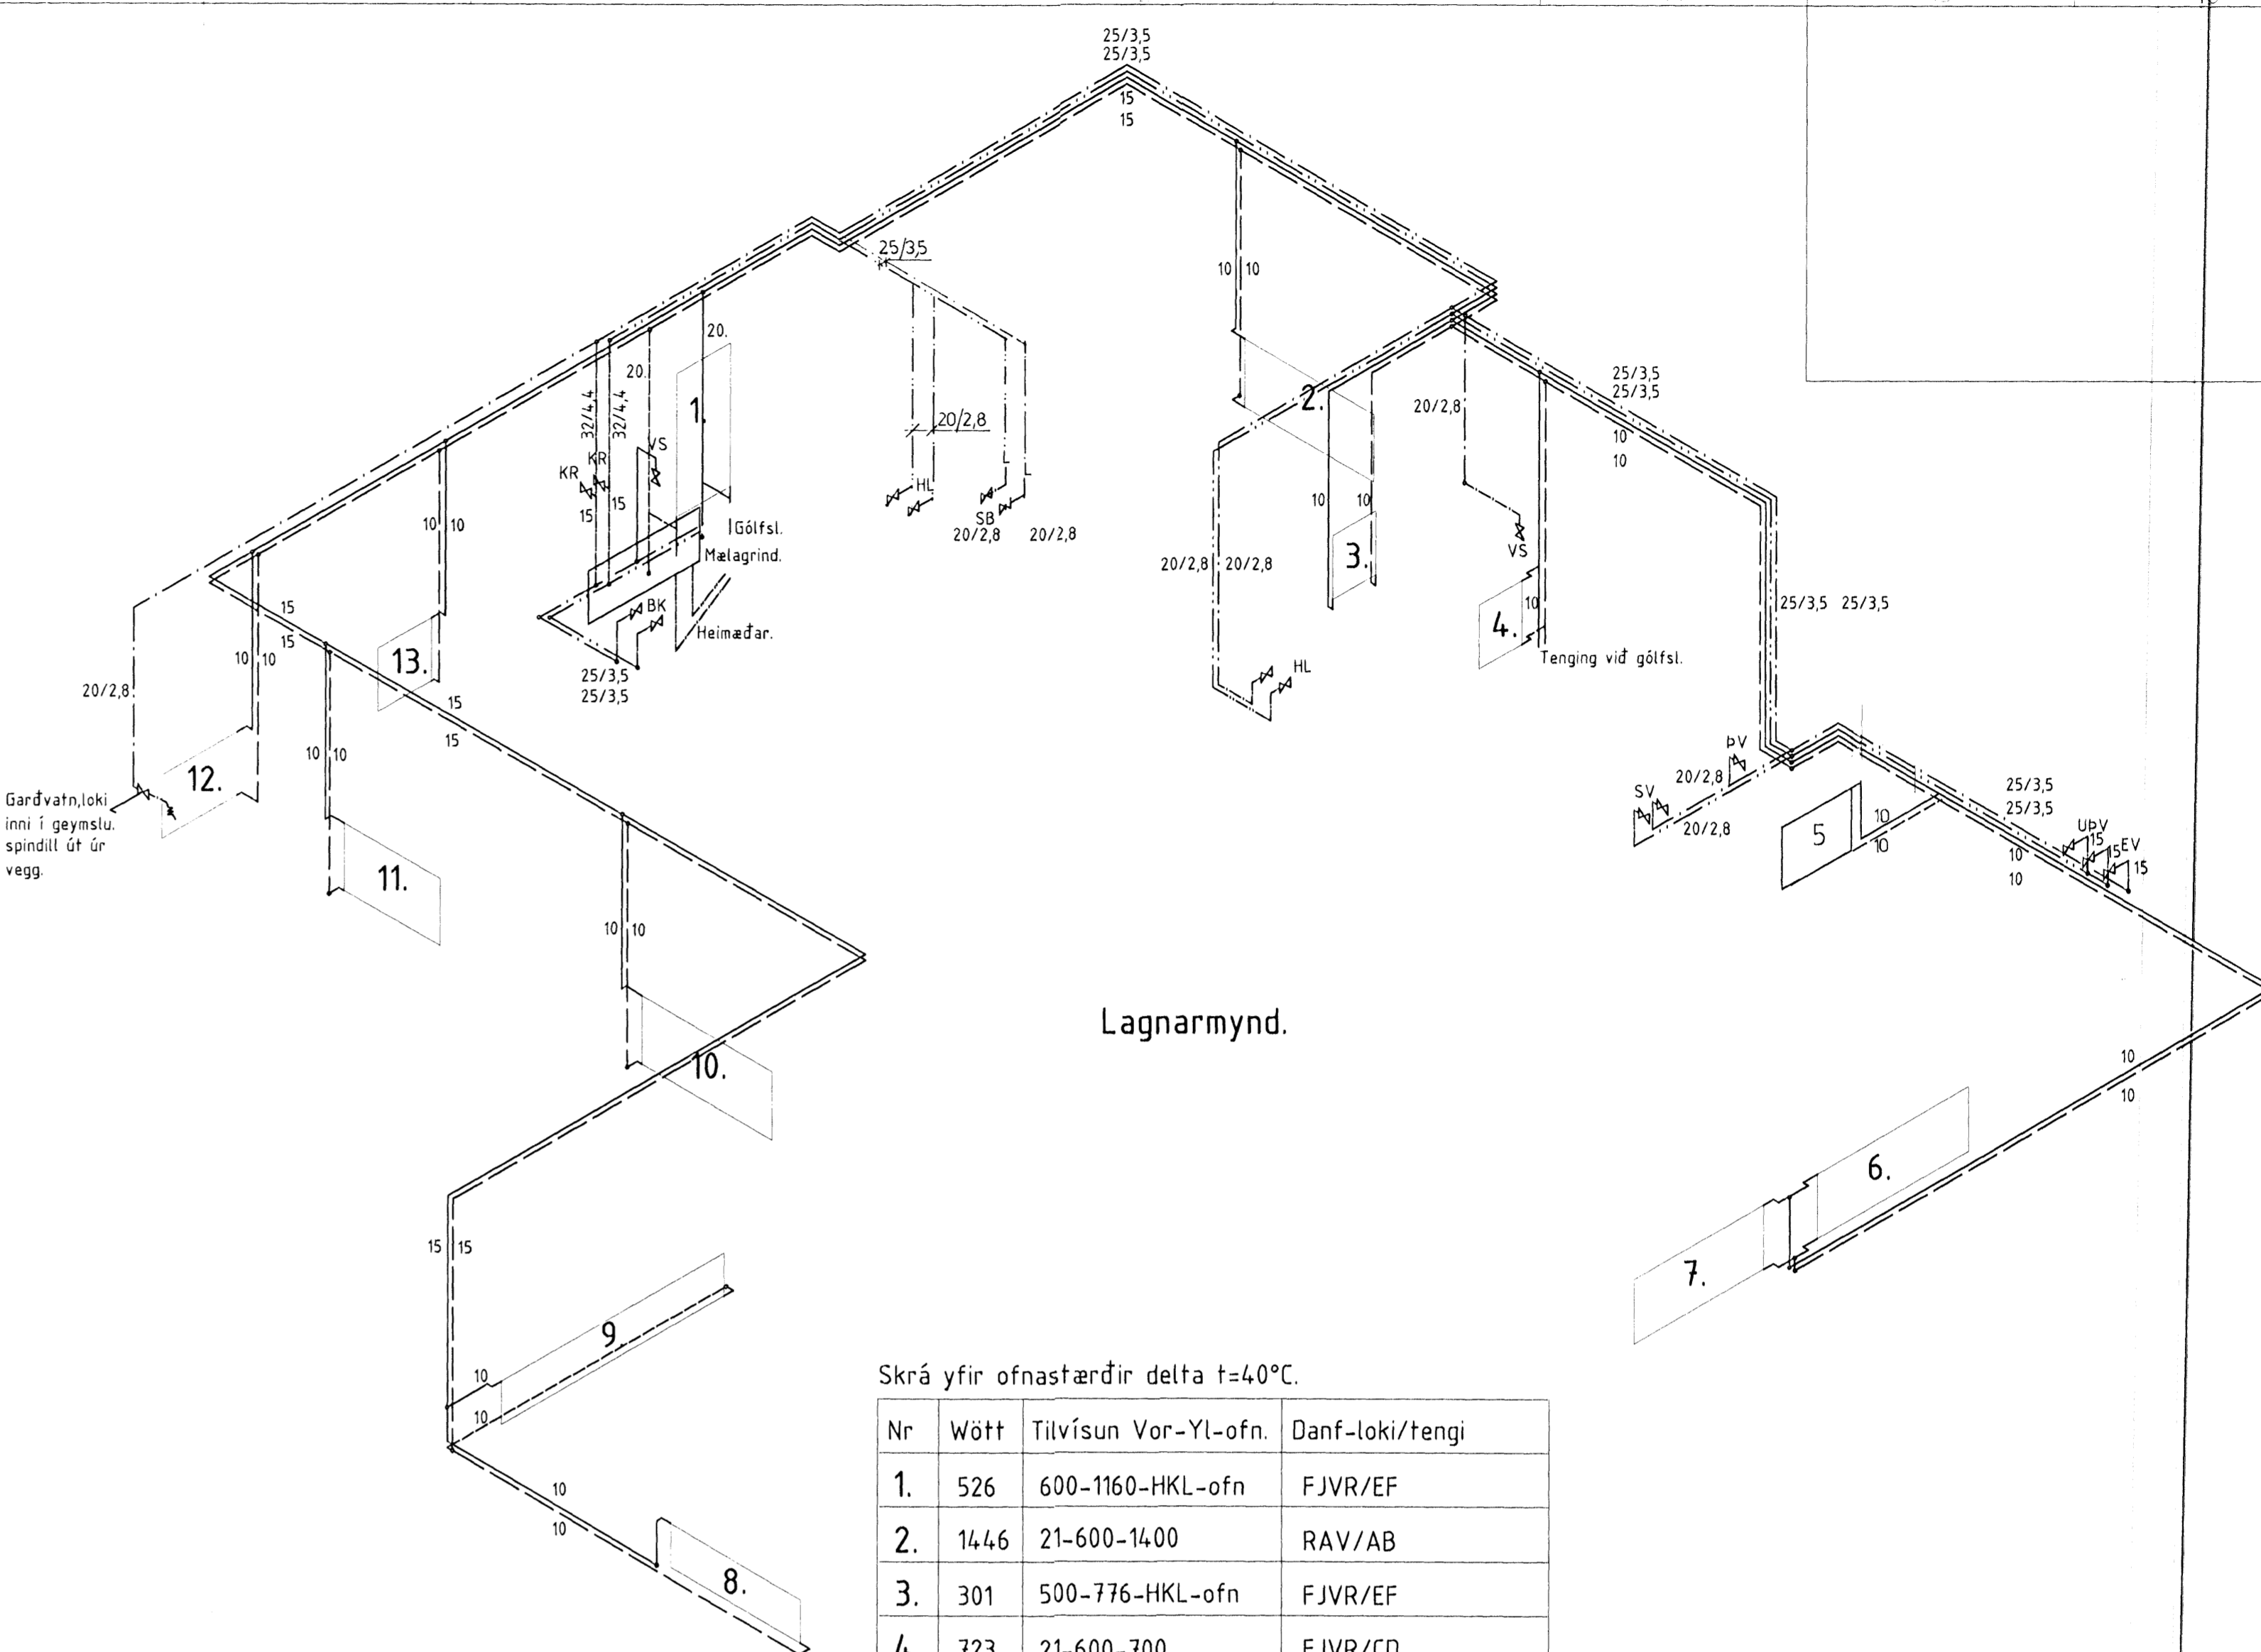 25/3,5
25/3,5
15
15
25/3,5
10 10
20.
20.
32/4,4
32/4,4
1.
VS
KR
KR
15
15
20/2,8
HL
SB
20/2,8 20/2,8
Gólfsl.
Mælagrind.
BK
Heimæðar.
25/3,5
25/3,5
2.
20/2,8
25/3,5
25/3,5
10
10
10 10
3.
VS
20/2,8 20/2,8
4.
10
Tenging við gólfsl.
HL
25/3,5 25/3,5
10 10
13.
15
15
10 10
20/2,8
12.
15
15
10 10
11.
Garðvatn,loki
inni í geymslu.
spindill út úr
vegg.
ÞV
20/2,8
SV
20/2,8
5
10
10
25/3,5
25/3,5
UÞV
15
15
EV
15
10
10
10 10
10.
Lagnarmynd.
10
10
6.
7.
15 15
9
10
10
10
10
8.
Skrá yfir ofnastærðir delta t=40°C.
Nr Wött Tilvísun Vor-Yl-ofn. Danf-loki/tengi
1. 526 600-1160-HKL-ofn FJVR/EF
2. 1446 21-600-1400 RAV/AB
3. 301 500-776-HKL-ofn FJVR/EF
4. 723 21-600-700 FJVR/CD